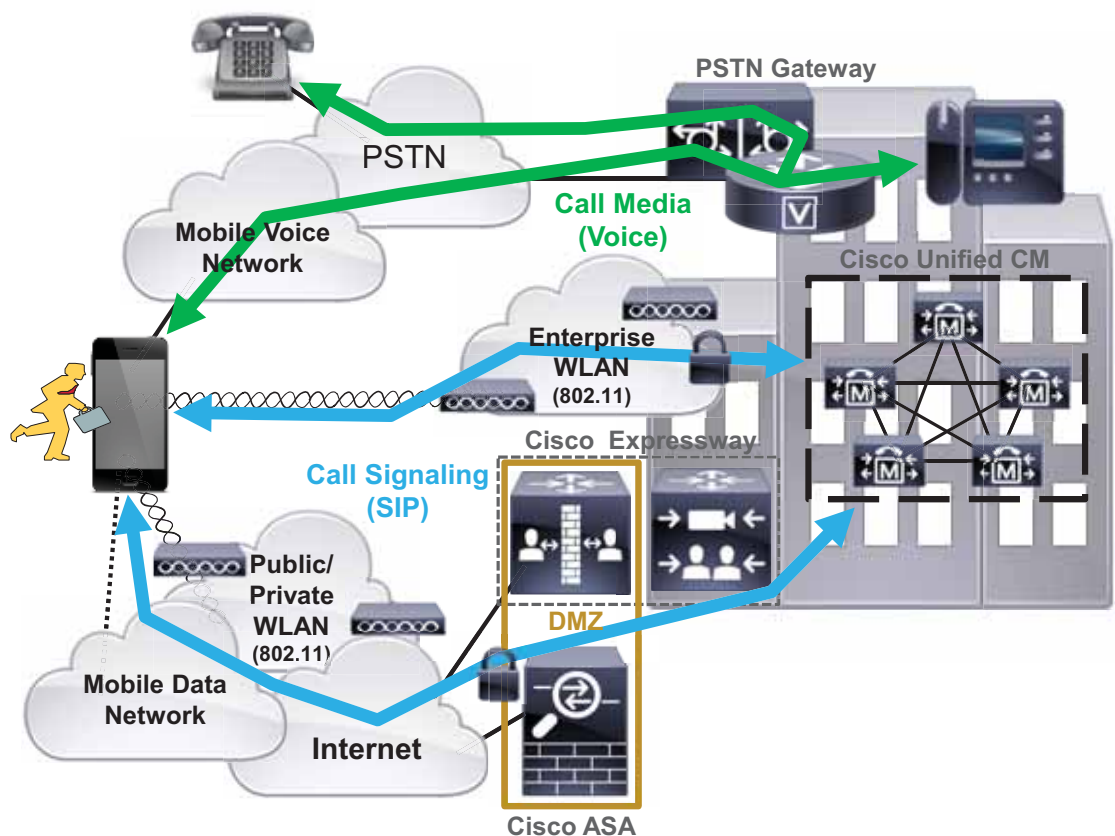 PSTN Gateway
PSTN
Call Media
(Voice)
Mobile Voice
Network
V
Cisco Unified CM
M
M
M
M
M
Enterprise
WLAN
(802.11)
Cisco Expressway
Call Signaling
(SIP)
Public/
Private
WLAN
(802.11)
DMZ
Mobile Data
Network
Internet
Cisco ASA